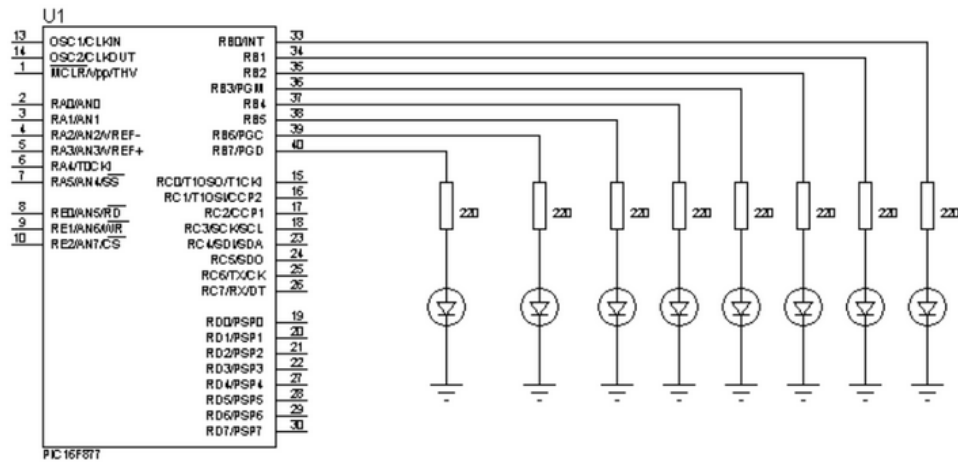 U1
13 OSC1/CLKIN RB0/INT 33
14 OSC2/CLKOUT RB1 34
1 MCLR/Vpp/THV RB2 35
RB3/PGM 36
2 RA0/AN0 RB4 37
3 RA1/AN1 RB5 38
4 RA2/AN2/VREF- RB6/PGC 39
5 RA3/AN3/VREF+ RB7/PGD 40
6 RA4/T0CKI
7 RA5/AN4/SS RC0/T1OSO/T1CKI 15
RC1/T1OSI/CCP2 16
8 RE0/AN5/RD RC2/CCP1 17
9 RE1/AN6/WR RC3/SCK/SCL 18
10 RE2/AN7/CS RC4/SDI/SDA 23
RC5/SDO 24
RC6/TX/CK 25
RC7/RX/DT 26
220 220 220 220 220 220 220 220
RD0/PSP0 19
RD1/PSP1 20
RD2/PSP2 21
RD3/PSP3 22
RD4/PSP4 27
RD5/PSP5 28
RD6/PSP6 29
RD7/PSP7 30
PIC16F877